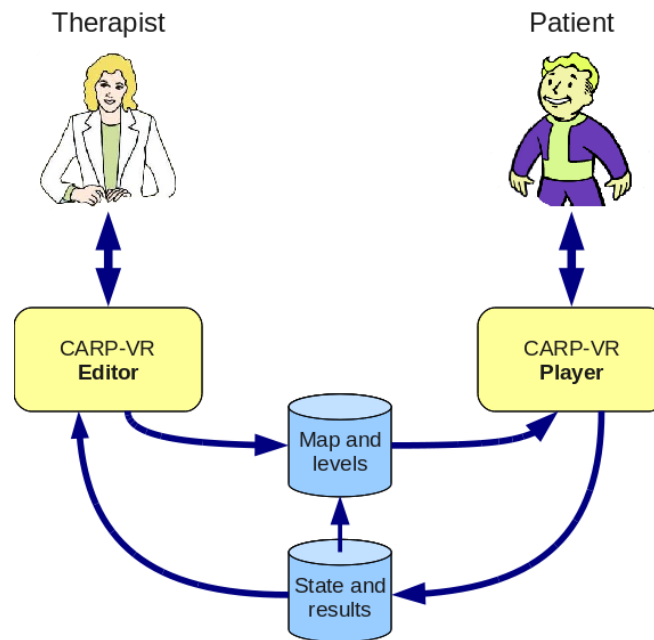 Therapist
Patient
CARP-VR
Editor
CARP-VR
Player
Map and
levels
State and
results